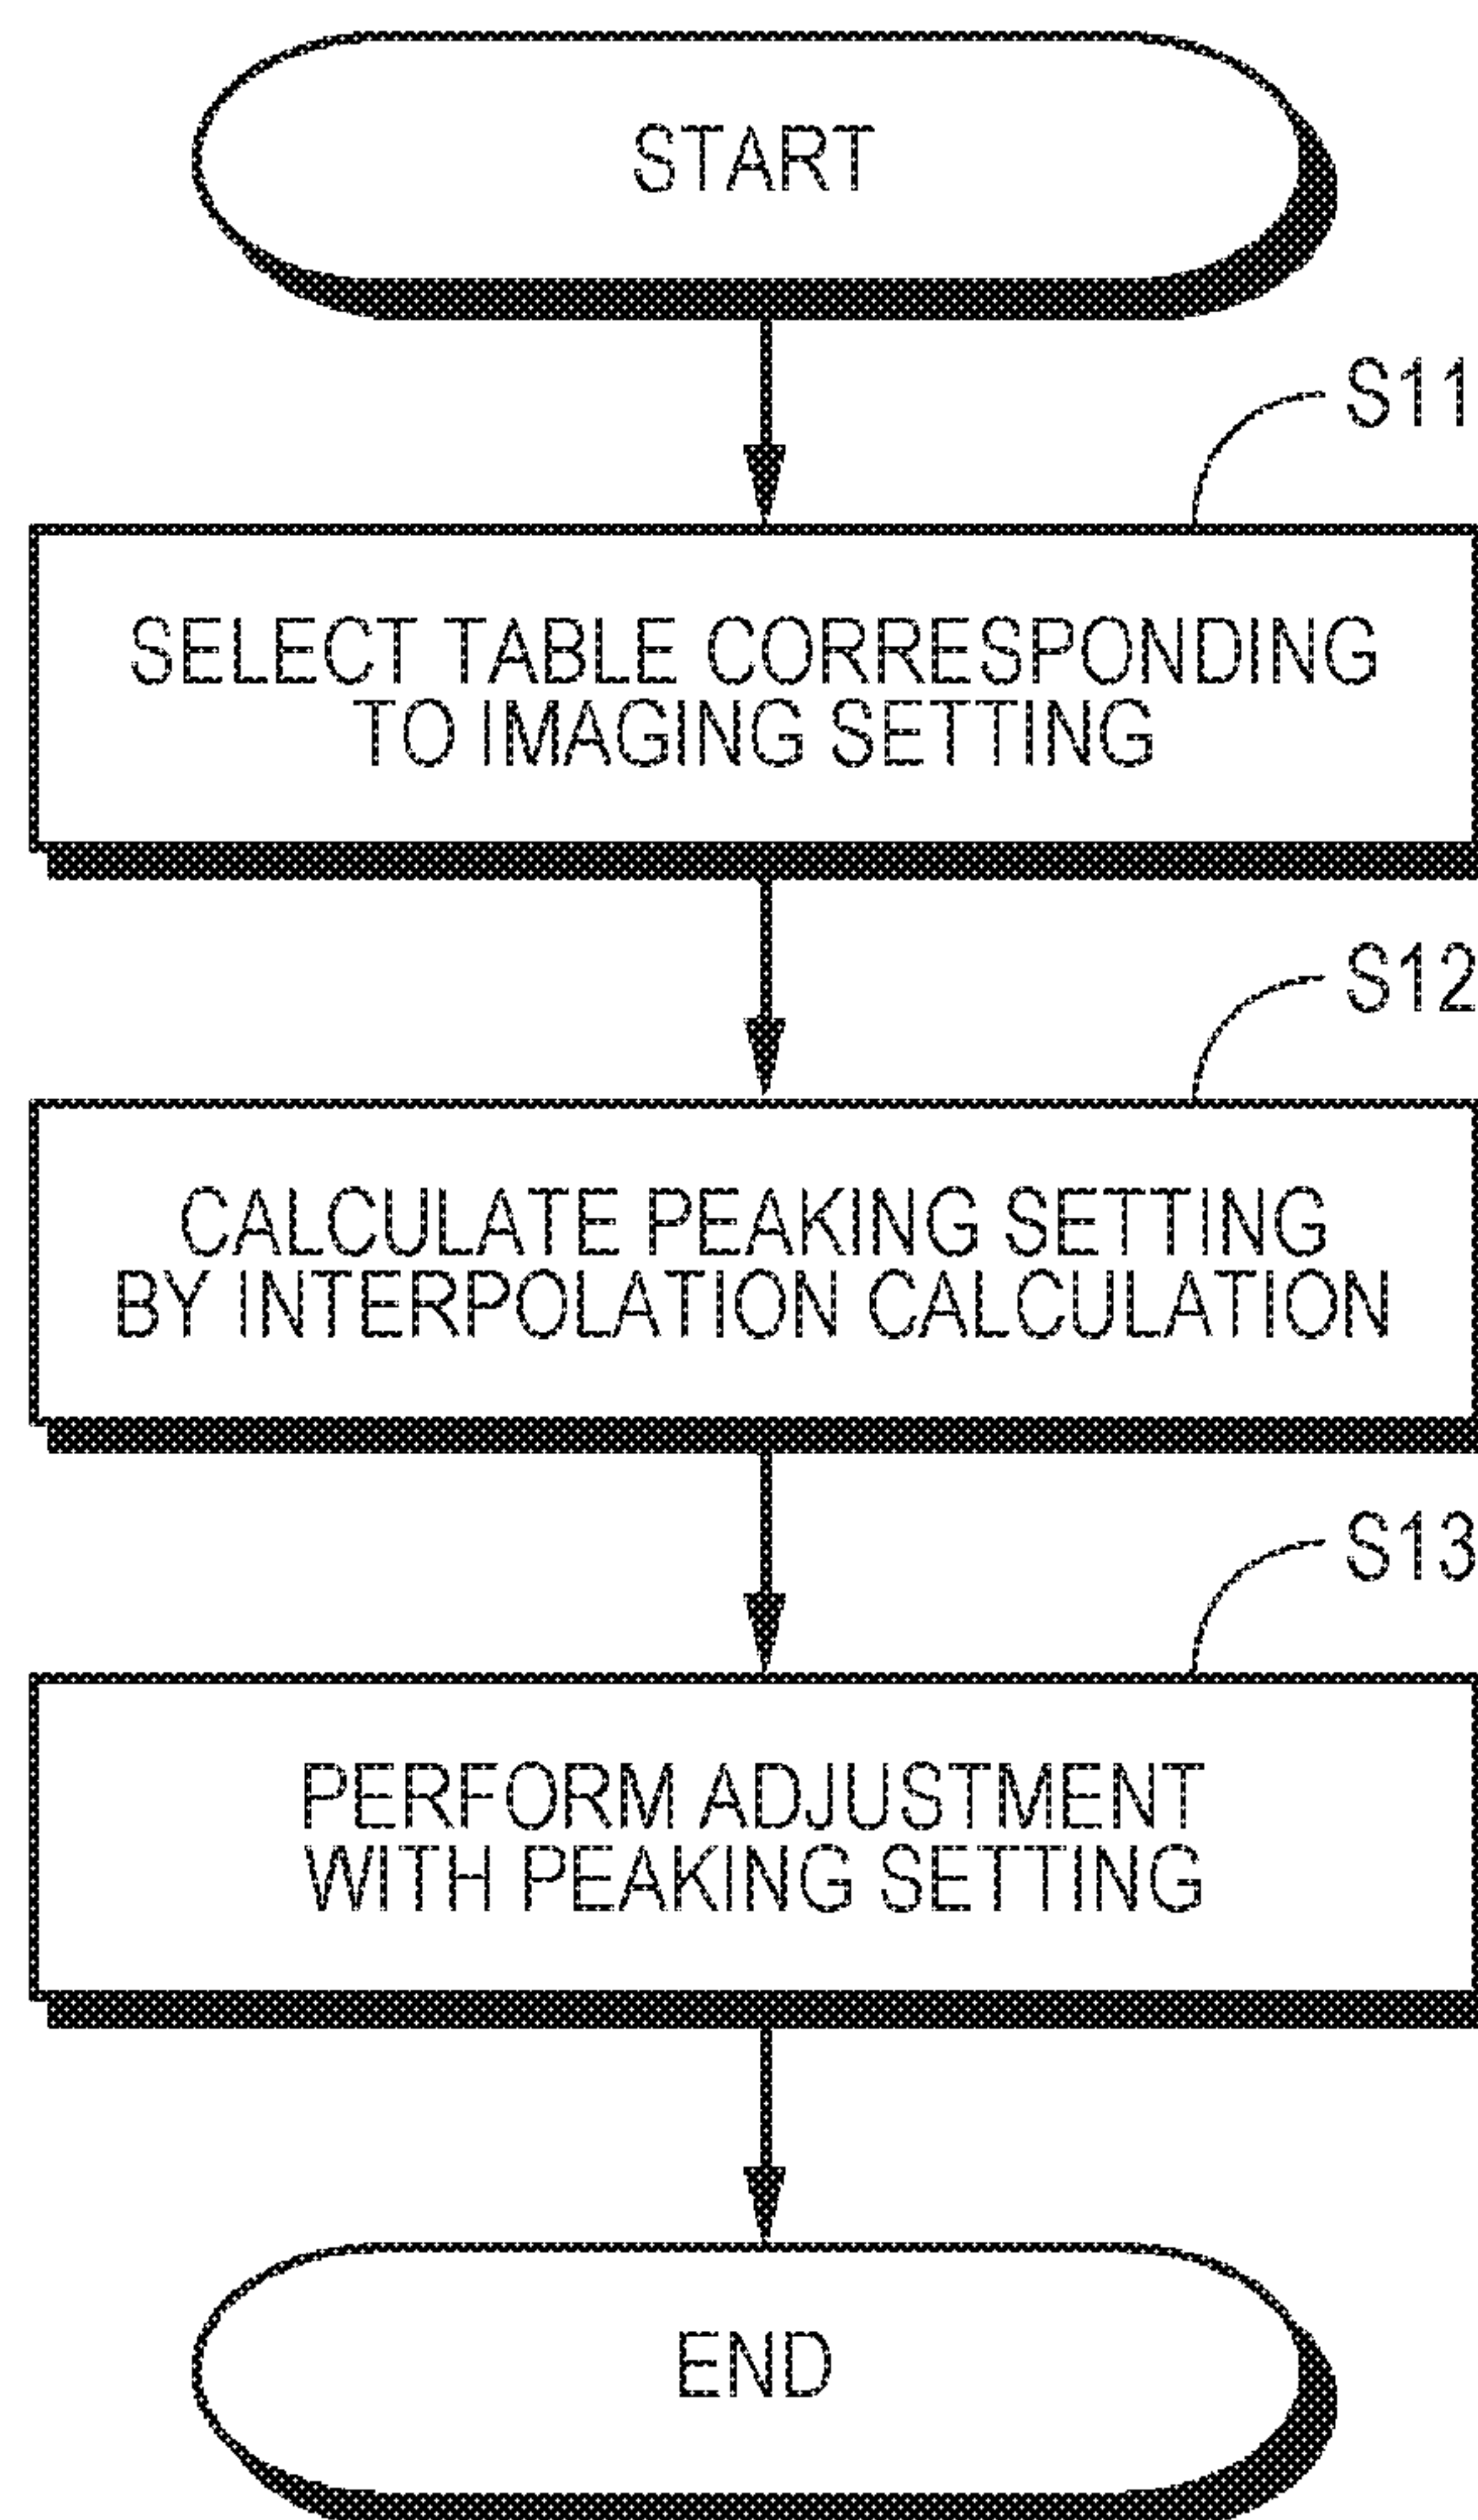 START
S11
SELECT TABLE CORRESPONDING
TO IMAGING SETTING
S12
CALCULATE PEAKING SETTING
BY INTERPOLATION CALCULATION
S13
PERFORM ADJUSTMENT
WITH PEAKING SETTING
END